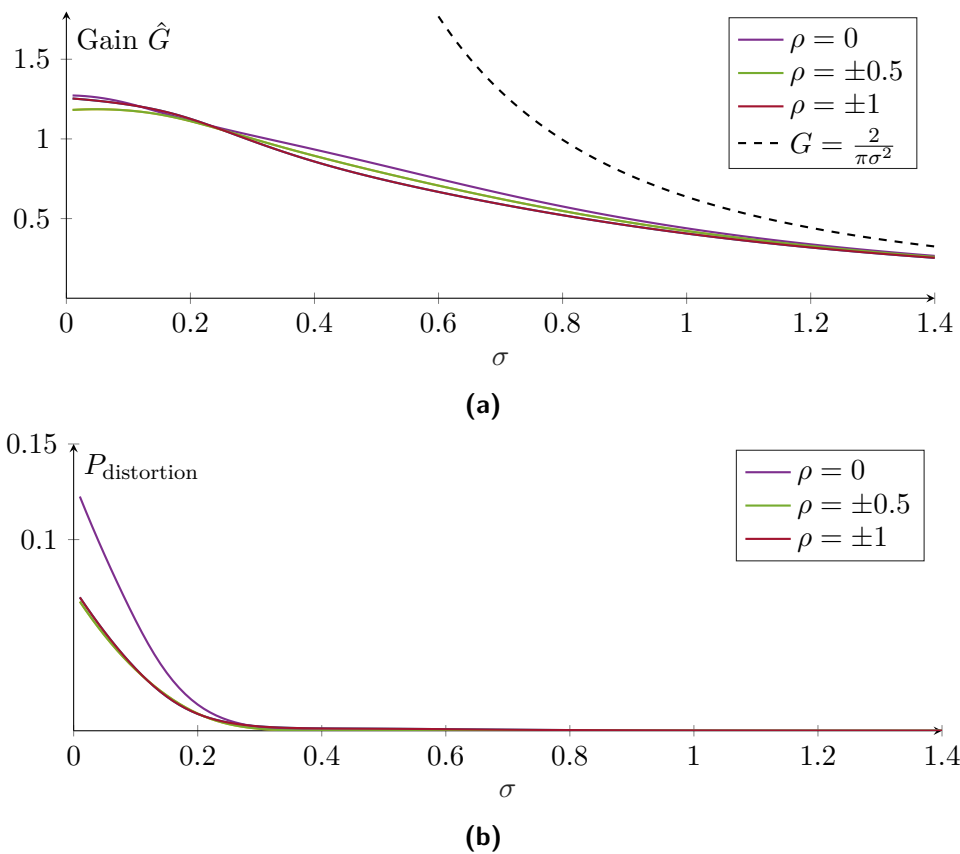 Gain Ĝ
1.5
1
0.5
ρ = 0
ρ = ±0.5
ρ = ±1
G = 2/(πσ²)
0 0.2 0.4 0.6 0.8 1 1.2 1.4
σ
(a)
0.15
0.1
P_distortion
ρ = 0
ρ = ±0.5
ρ = ±1
0 0.2 0.4 0.6 0.8 1 1.2 1.4
σ
(b)